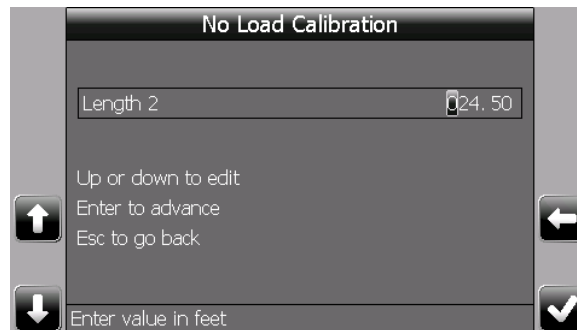 No Load Calibration
Length 2 024.50
Up or down to edit
Enter to advance
Esc to go back
Enter value in feet